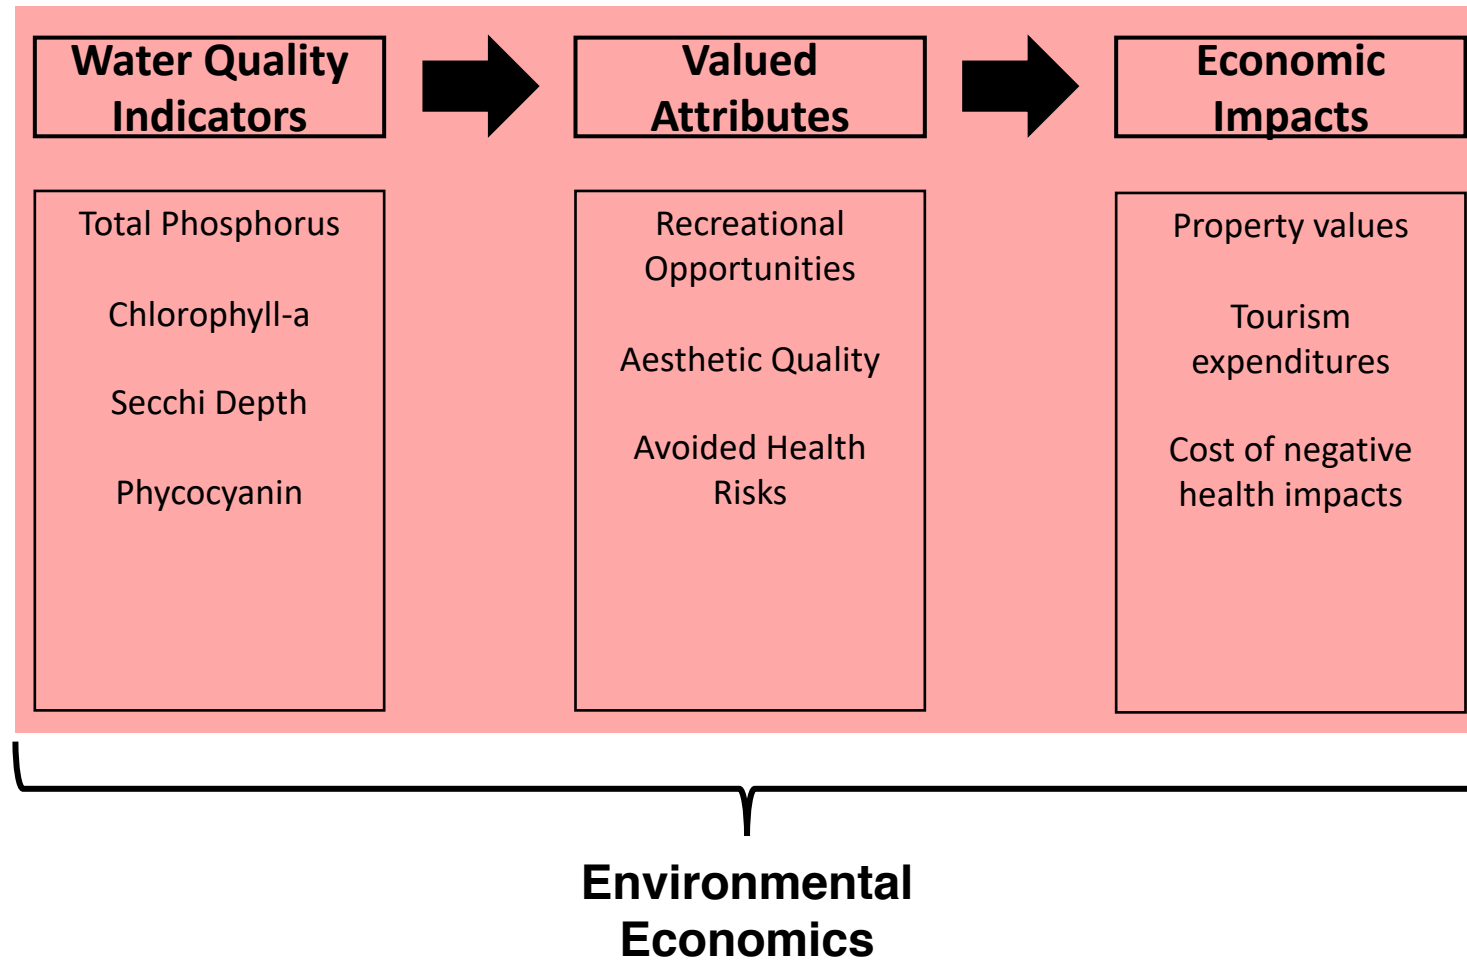 Water Quality
Indicators
Valued
Attributes
Economic
Impacts
Total Phosphorus
Chlorophyll-a
Secchi Depth
Phycocyanin
Recreational
Opportunities
Aesthetic Quality
Avoided Health
Risks
Property values
Tourism
expenditures
Cost of negative
health impacts
Environmental
Economics